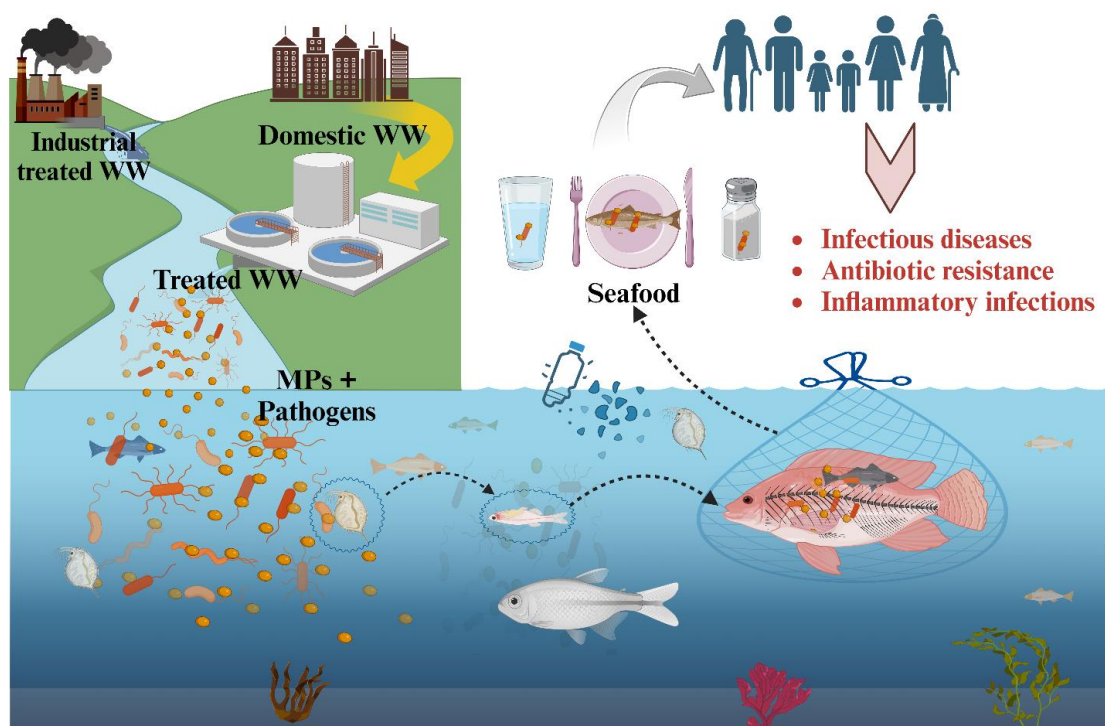 Industrial
treated WW
Domestic WW
Treated WW
MPs +
Pathogens
Seafood
• Infectious diseases
• Antibiotic resistance
• Inflammatory infections